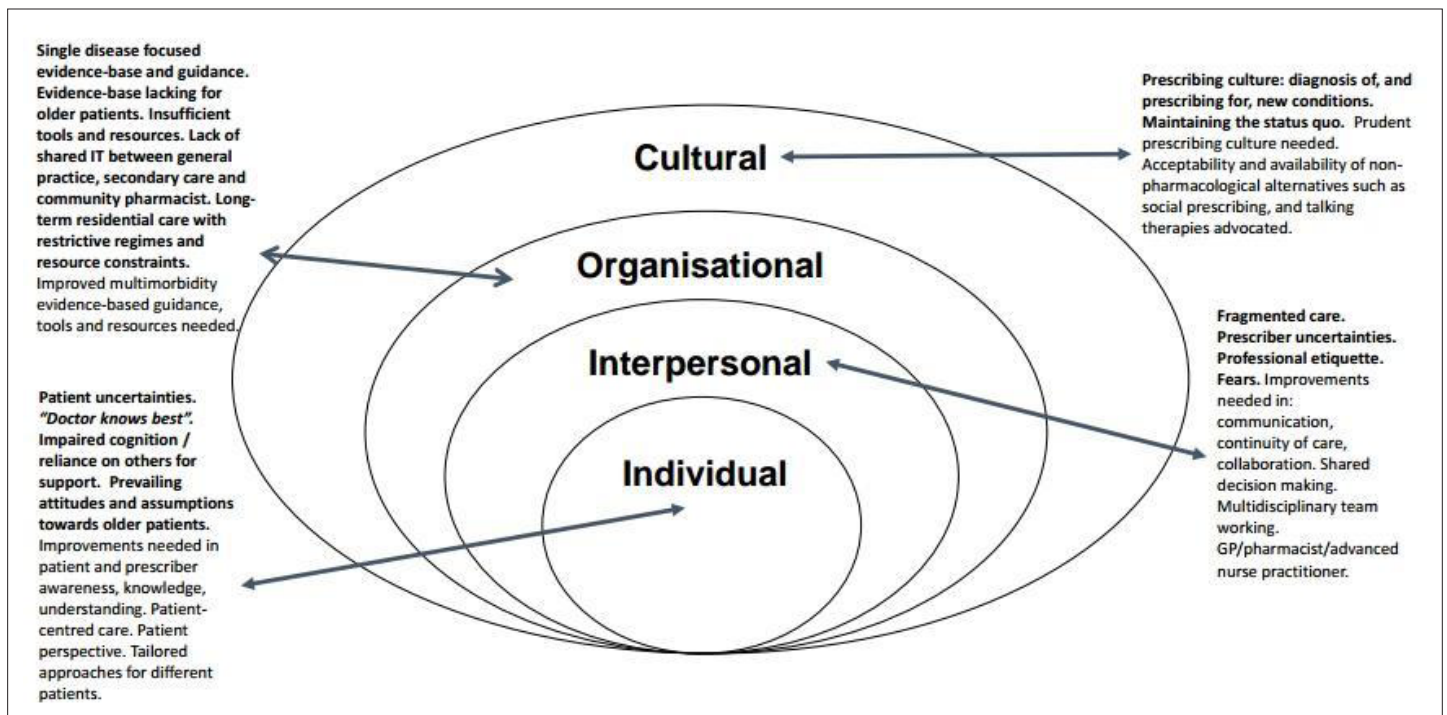 Single disease focused
evidence-base and guidance.
Evidence-base lacking for
older patients. Insufficient
tools and resources. Lack of
shared IT between general
practice, secondary care and
community pharmacist. Long-
term residential care with
restrictive regimes and
resource constraints.
Improved multimorbidity
evidence-based guidance,
tools and resources needed.
Patient uncertainties.
“Doctor knows best”.
Impaired cognition /
reliance on others for
support. Prevailing
attitudes and assumptions
towards older patients.
Improvements needed in
patient and prescriber
awareness, knowledge,
understanding. Patient-
centred care. Patient
perspective. Tailored
approaches for different
patients.
Cultural
Organisational
Interpersonal
Individual
Prescribing culture: diagnosis of, and
prescribing for, new conditions.
Maintaining the status quo. Prudent
prescribing culture needed.
Acceptability and availability of non-
pharmacological alternatives such as
social prescribing, and talking
therapies advocated.
Fragmented care.
Prescriber uncertainties.
Professional etiquette.
Fears. Improvements
needed in:
communication,
continuity of care,
collaboration. Shared
decision making.
Multidisciplinary team
working.
GP/pharmacist/advanced
nurse practitioner.